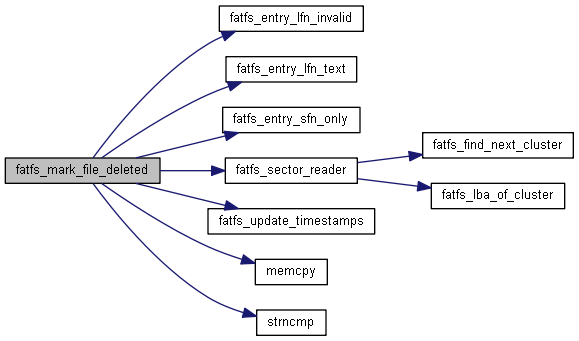 fatfs_entry_lfn_invalid
fatfs_entry_lfn_text
fatfs_entry_sfn_only
fatfs_find_next_cluster
fatfs_mark_file_deleted
fatfs_sector_reader
fatfs_lba_of_cluster
fatfs_update_timestamps
memcpy
strncmp